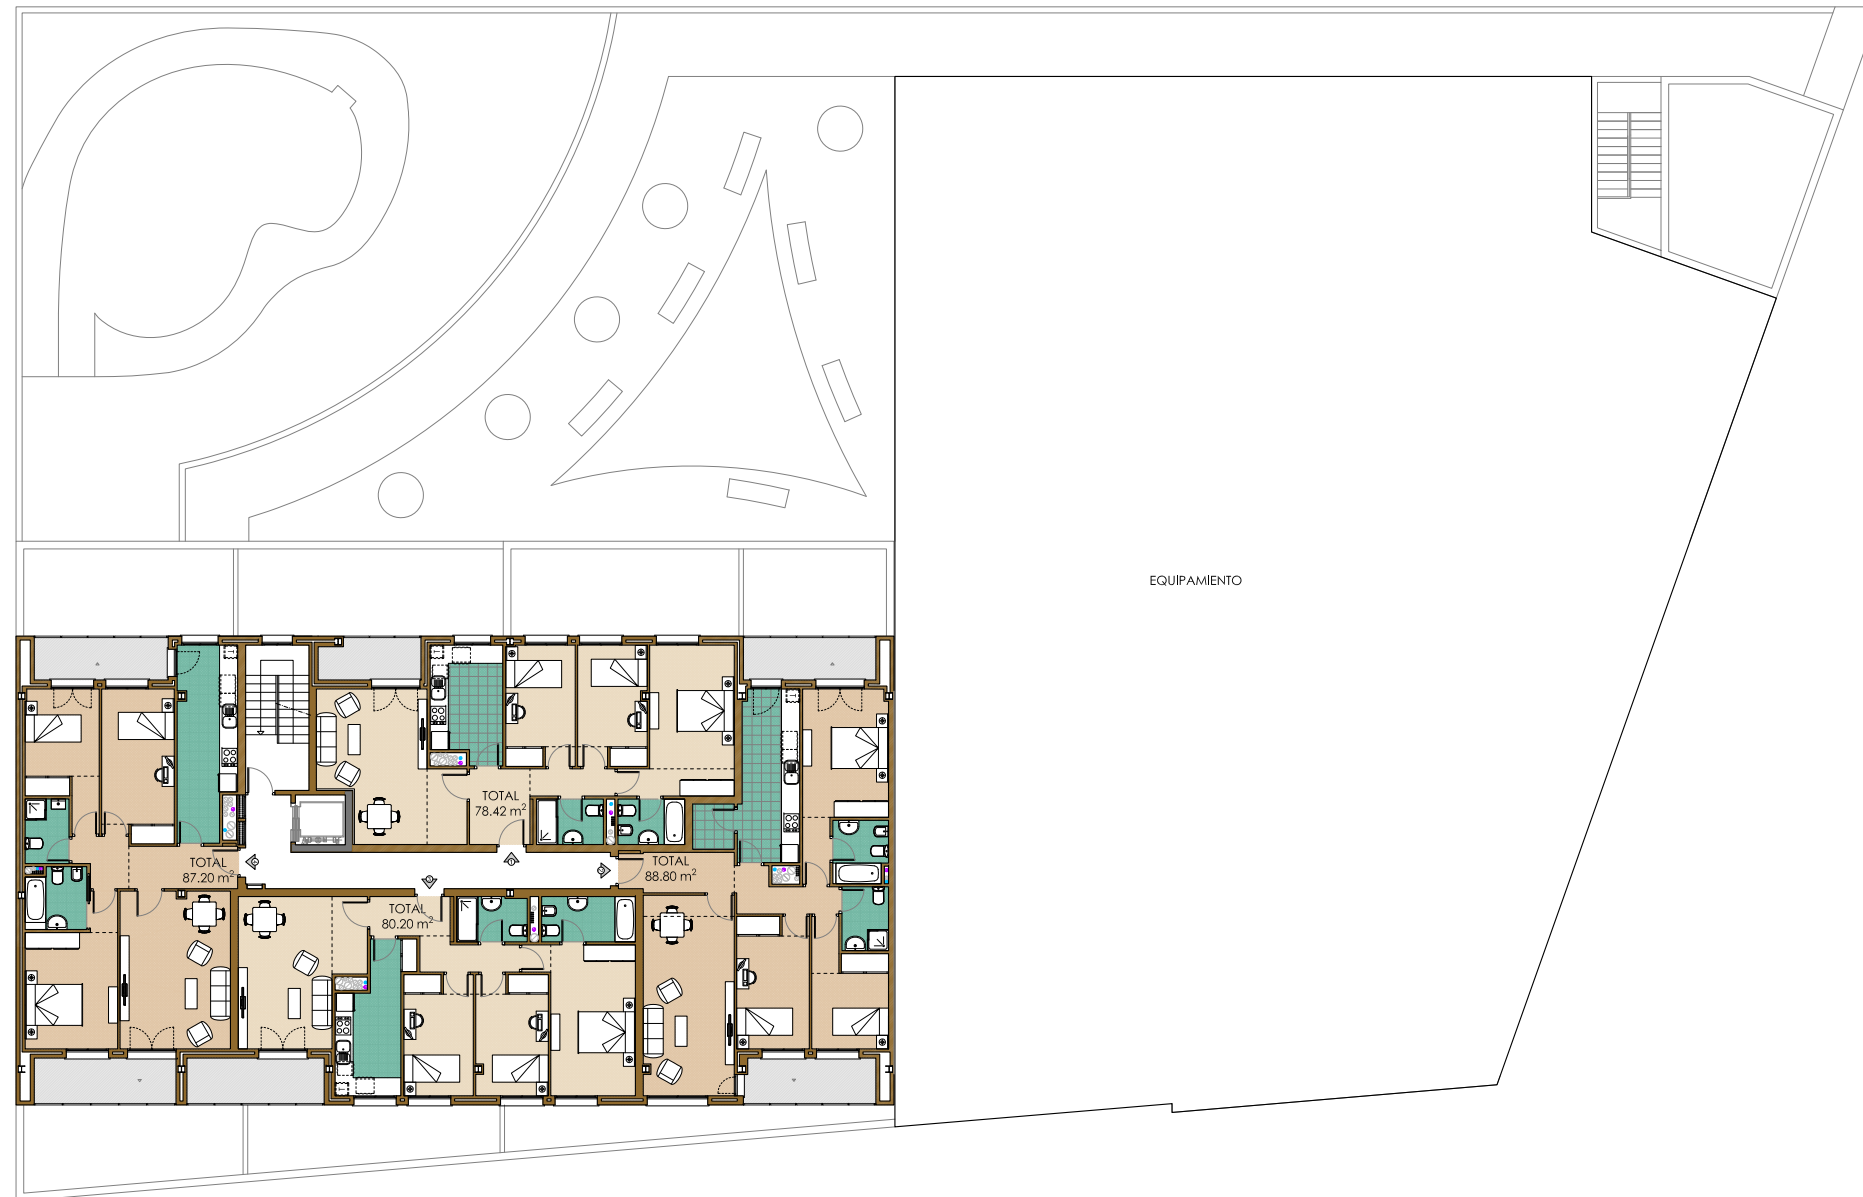 EQUIPAMIENTO
TOTAL
78.42 m²
TOTAL
87.20 m²
TOTAL
88.80 m²
TOTAL
80.20 m²